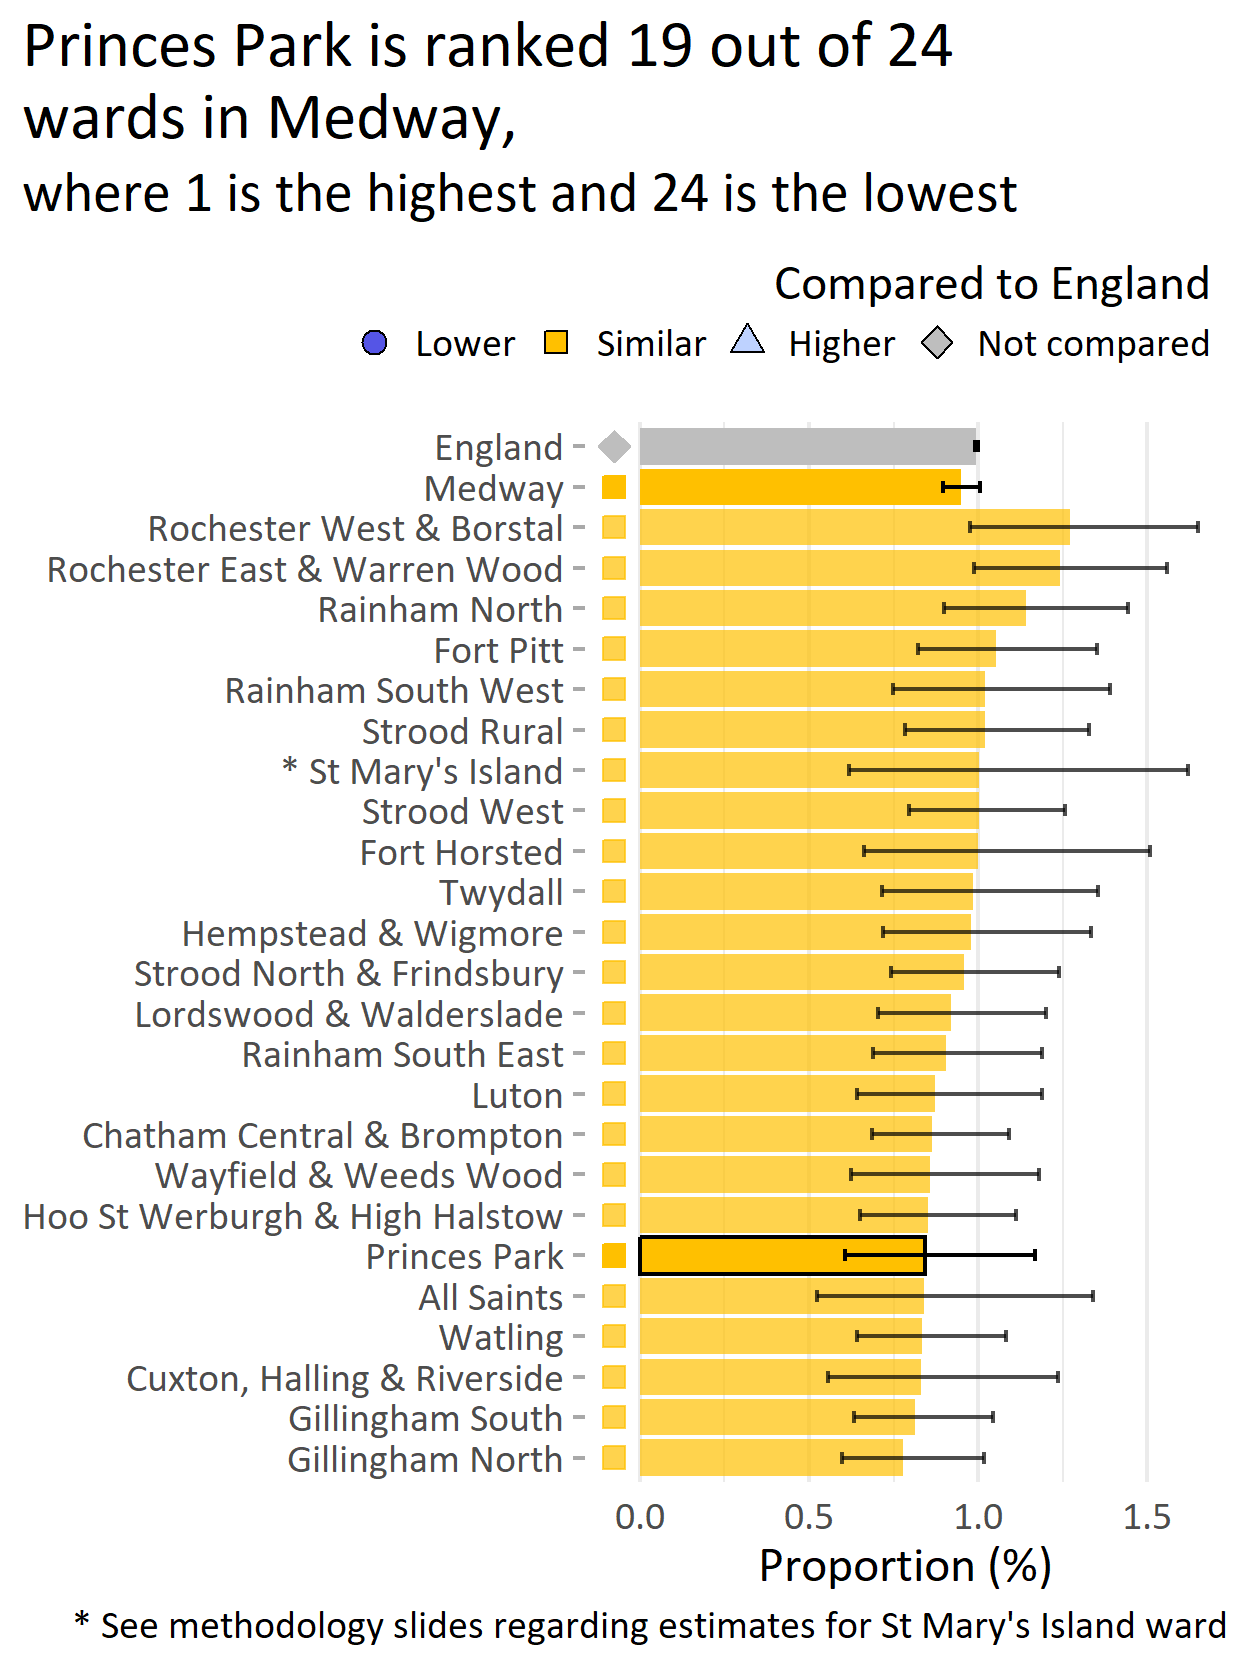 Princes Park is ranked 19 out of 24
wards in Medway,
where 1 is the highest and 24 is the lowest
Compared to England
Lower Similar Higher Not compared
England
Medway
Rochester West & Borstal
Rochester East & Warren Wood
Rainham North
Fort Pitt
Rainham South West
Strood Rural
* St Mary's Island
Strood West
Fort Horsted
Twydall
Hempstead & Wigmore
Strood North & Frindsbury
Lordswood & Walderslade
Rainham South East
Luton
Chatham Central & Brompton
Wayfield & Weeds Wood
Hoo St Werburgh & High Halstow
Princes Park
All Saints
Watling
Cuxton, Halling & Riverside
Gillingham South
Gillingham North
0.0 0.5 1.0 1.5
Proportion (%)
* See methodology slides regarding estimates for St Mary's Island ward